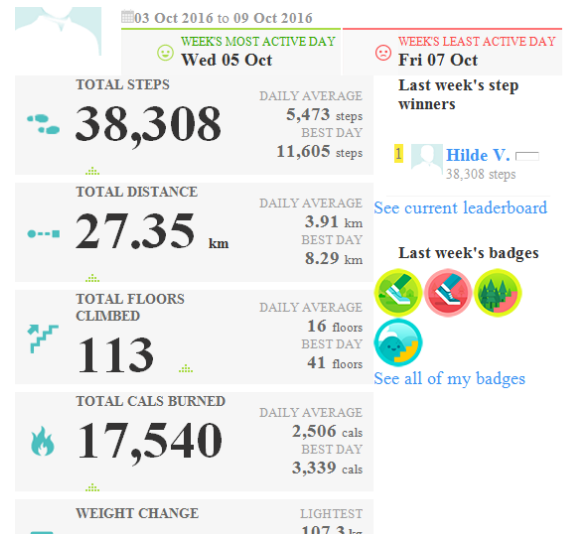 03 Oct 2016 to 09 Oct 2016
WEEK'S MOST ACTIVE DAY
Wed 05 Oct
WEEK'S LEAST ACTIVE DAY
Fri 07 Oct
TOTAL STEPS
38,308
DAILY AVERAGE
5,473 steps
BEST DAY
11,605 steps
TOTAL DISTANCE
27.35 km
DAILY AVERAGE
3.91 km
BEST DAY
8.29 km
TOTAL FLOORS
CLIMBED
113
DAILY AVERAGE
16 floors
BEST DAY
41 floors
TOTAL CALS BURNED
17,540
DAILY AVERAGE
2,506 cals
BEST DAY
3,339 cals
WEIGHT CHANGE
LIGHTEST
107.3 kg
Last week's step
winners
1 Hilde V.
38,308 steps
See current leaderboard
Last week's badges
See all of my badges